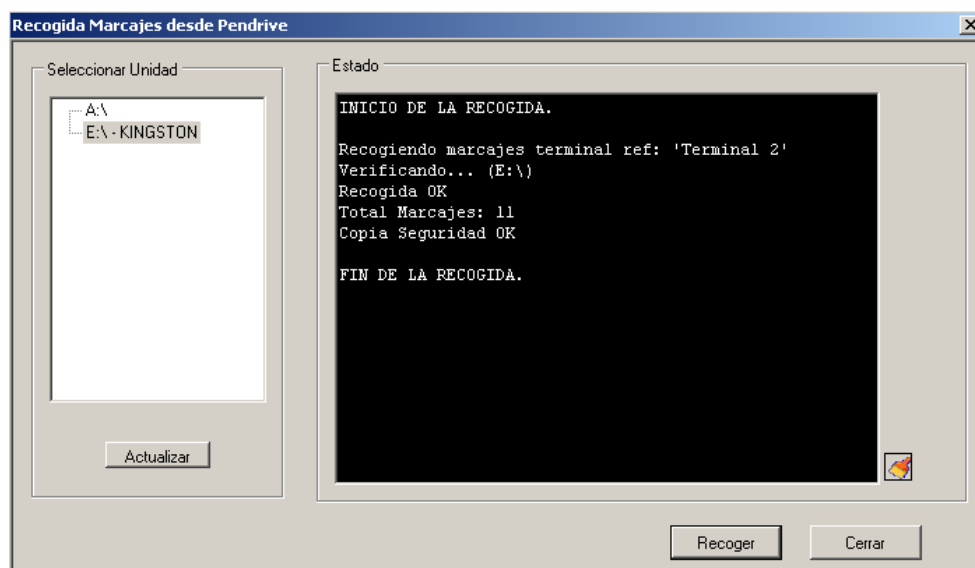 Recogida Marcajes desde Pendrive
Seleccionar Unidad
A:\
E:\ - KINGSTON
Actualizar
Estado
INICIO DE LA RECOGIDA.
Recogiendo marcajes terminal ref: 'Terminal 2'
Verificando... (E:\)
Recogida OK
Total Marcajes: 11
Copia Seguridad OK
FIN DE LA RECOGIDA.
Recoger
Cerrar